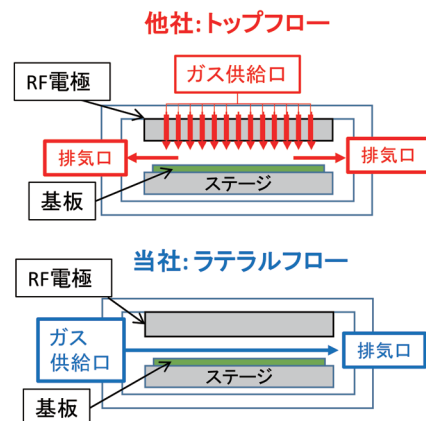 他社:トップフロー
ガス供給口
RF電極
排気口
排気口
基板
ステージ
当社:ラテラルフロー
RF電極
ガス
供給口
排気口
ステージ
基板